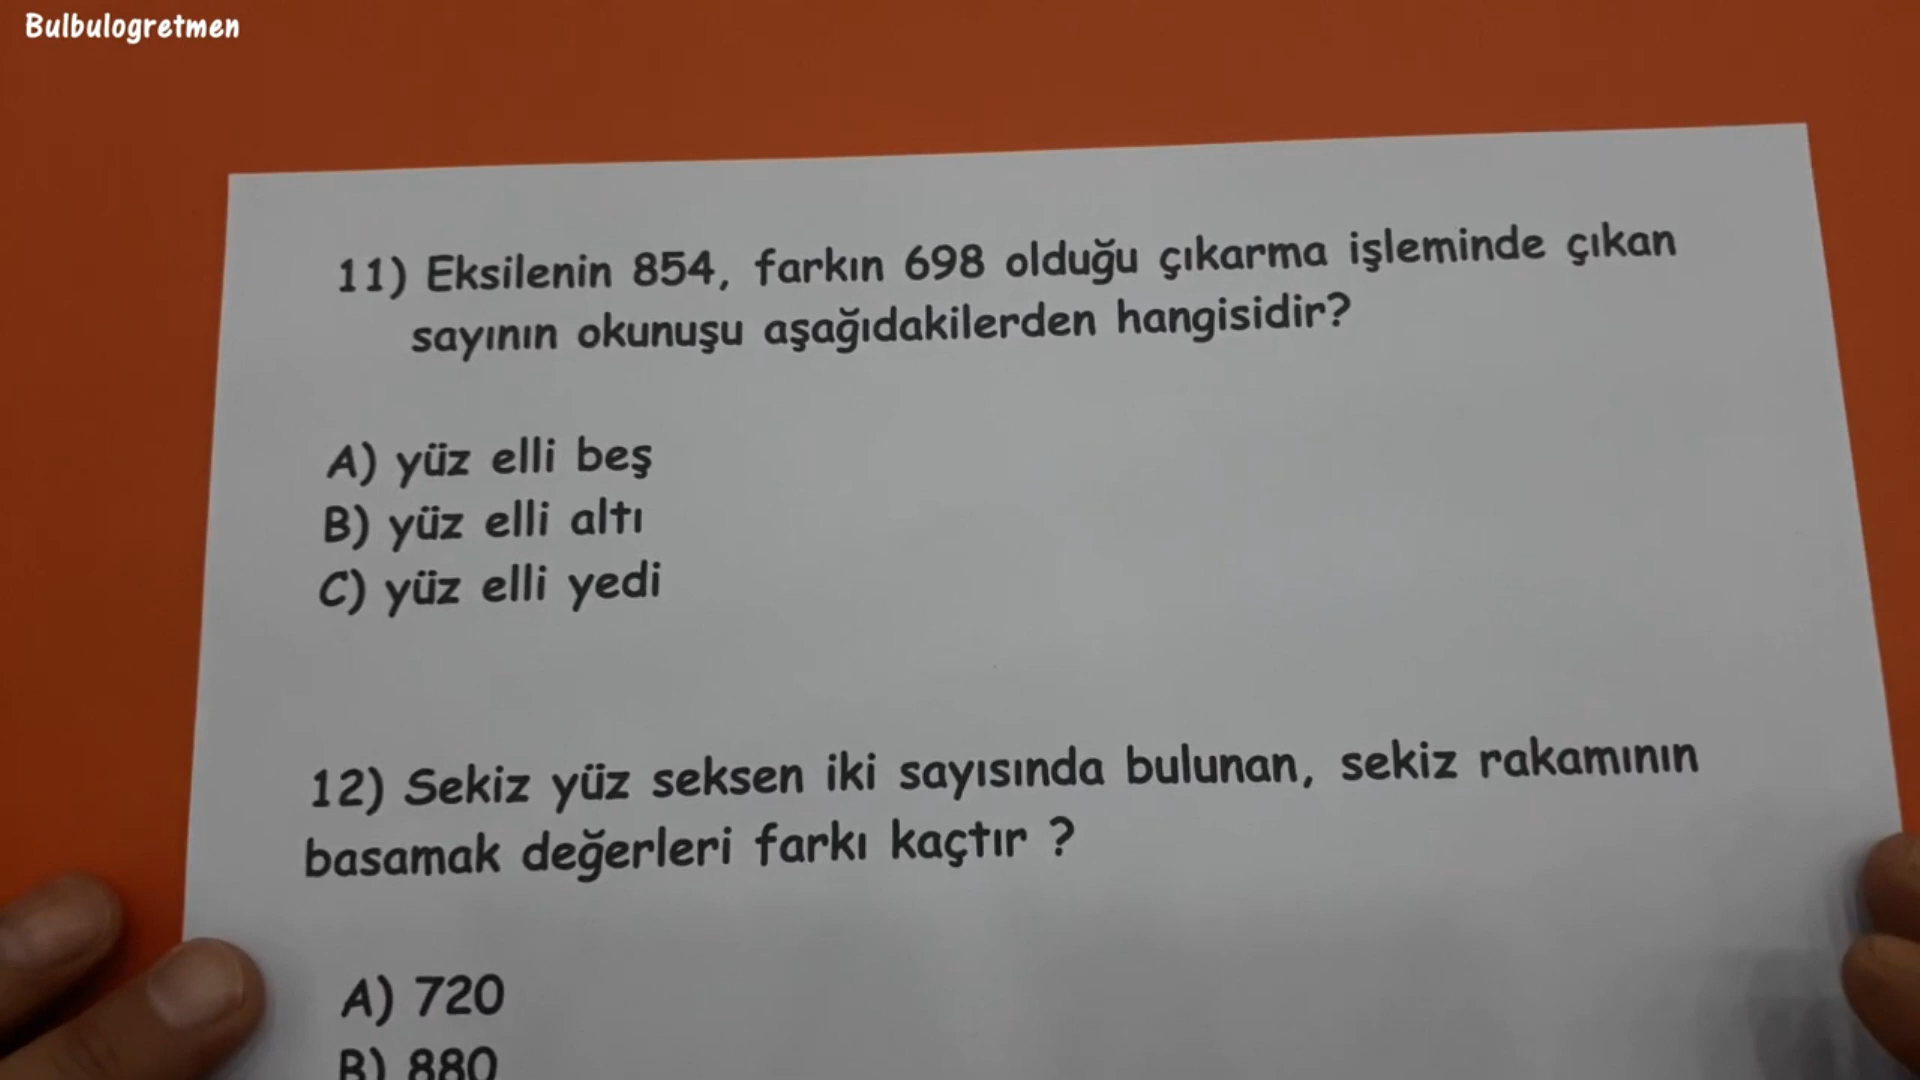 Bulbulogretmen
11) Eksilenin 854, farkın 698 olduğu çıkarma işleminde çıkan
sayının okunuşu aşağıdakilerden hangisidir?
A) yüz elli beş
B) yüz elli altı
C) yüz elli yedi
12) Sekiz yüz seksen iki sayısında bulunan, sekiz rakamının
basamak değerleri farkı kaçtır ?
A) 720
B) 880